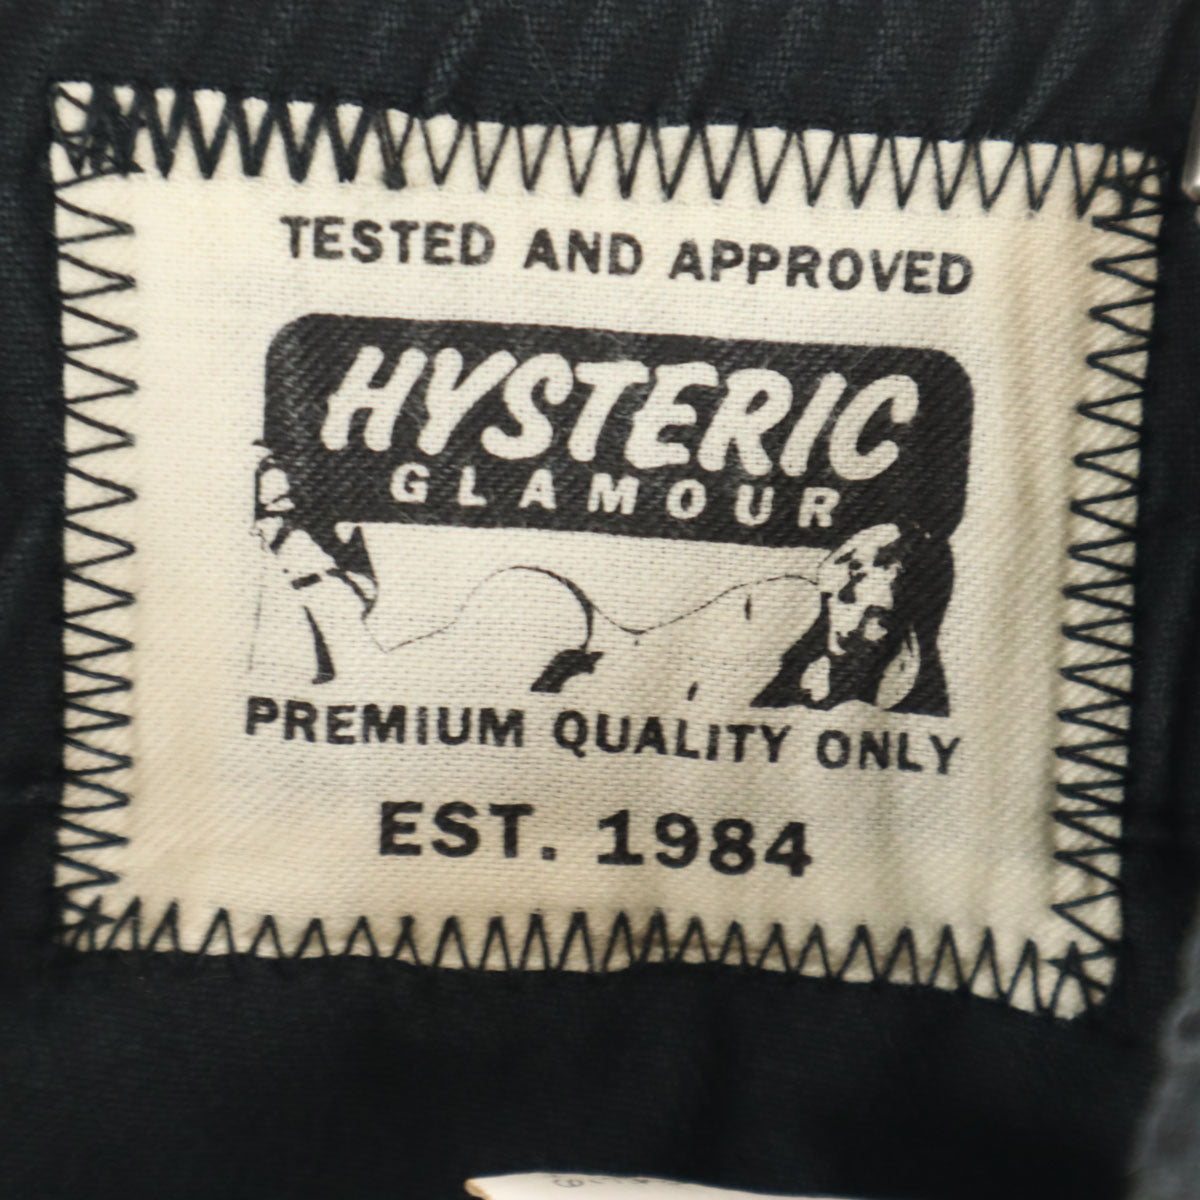 TESTED AND APPROVED
HYSTERIC
GLAMOUR
PREMIUM QUALITY ONLY
EST. 1984